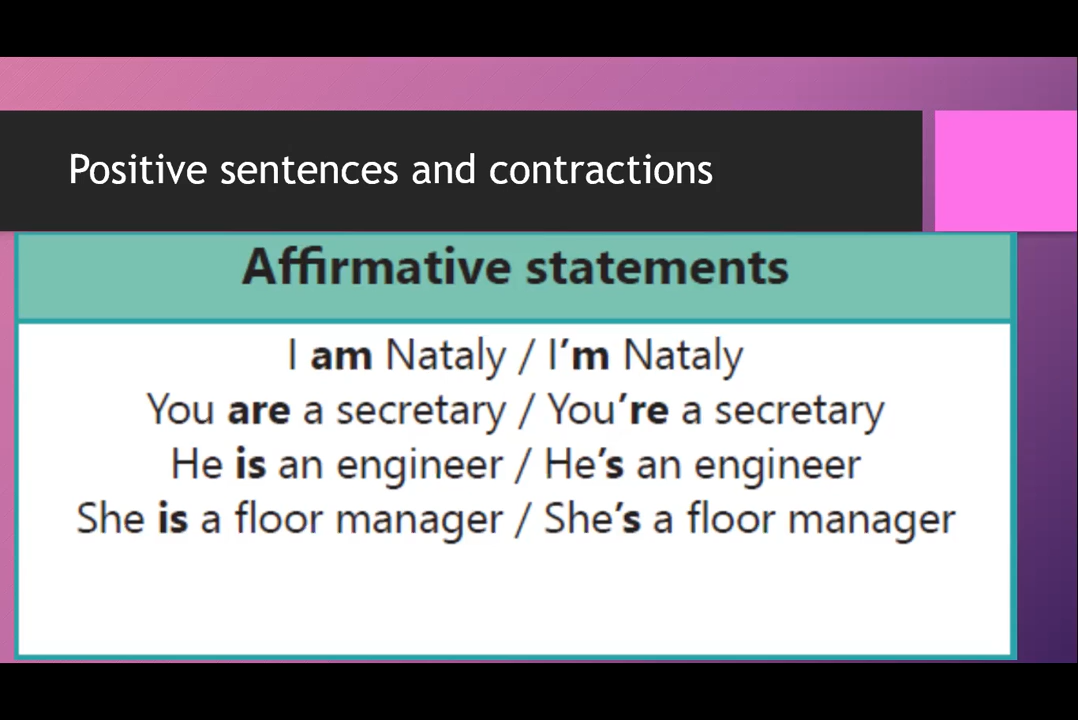 Positive sentences and contractions
Affirmative statements
I am Nataly / I’m Nataly
You are a secretary / You’re a secretary
He is an engineer / He’s an engineer
She is a floor manager / She’s a floor manager